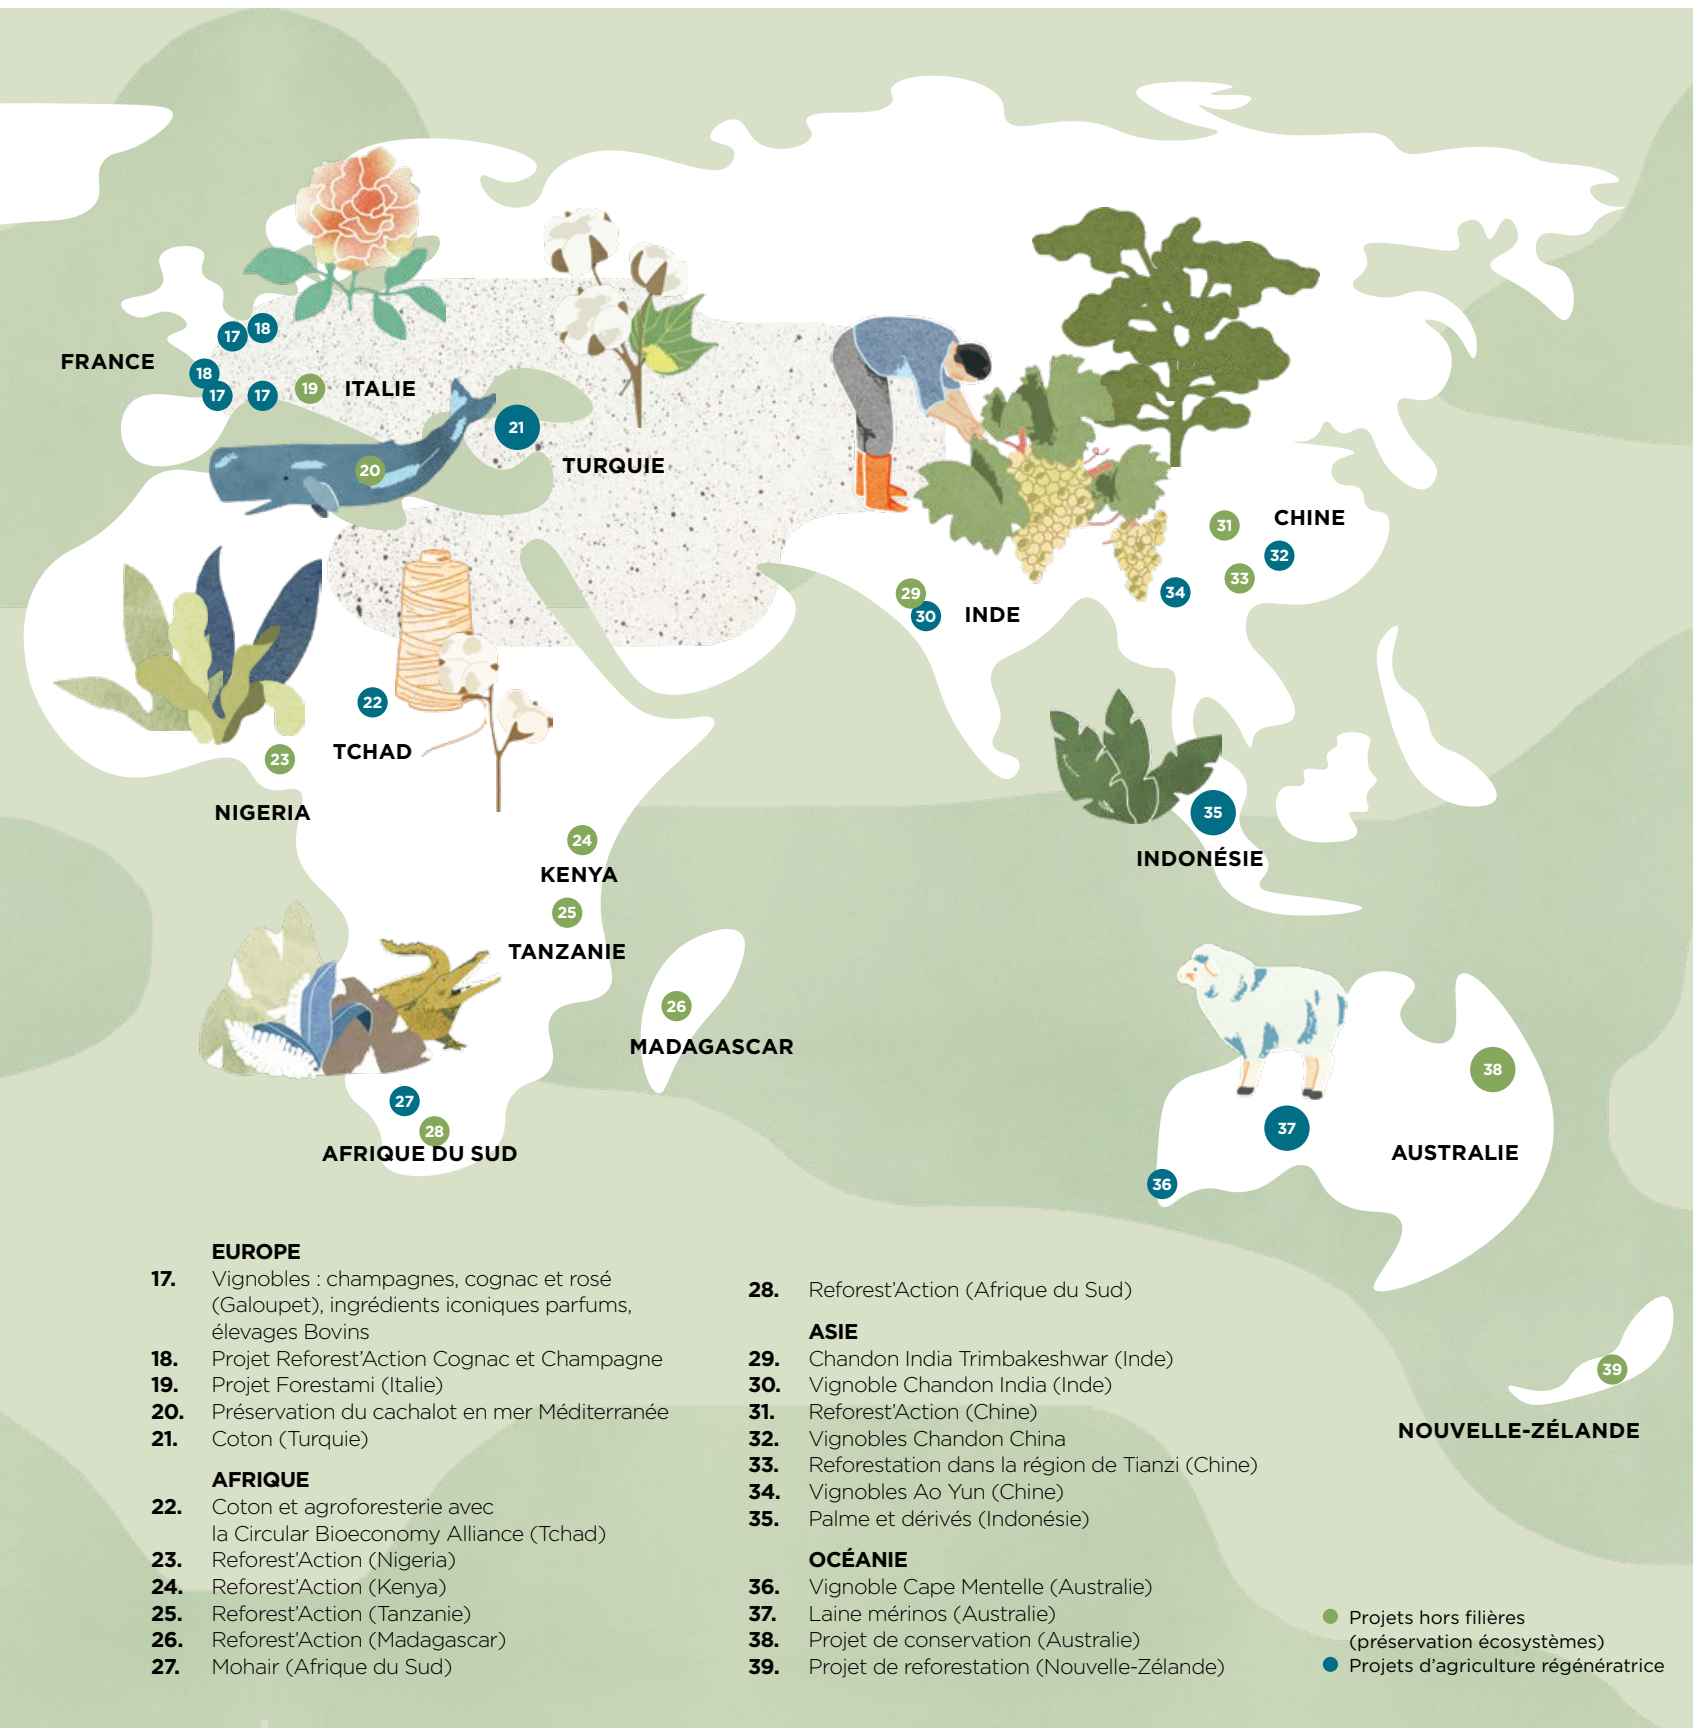 17
18
FRANCE
18
17
17
19
ITALIE
21
20
TURQUIE
31
CHINE
32
33
29
34
30
INDE
22
TCHAD
23
NIGERIA
35
24
INDONÉSIE
KENYA
25
TANZANIE
26
MADAGASCAR
38
27
28
37
AFRIQUE DU SUD
AUSTRALIE
36
39
NOUVELLE-ZÉLANDE
EUROPE
17. Vignobles : champagnes, cognac et rosé
(Galoupet), ingrédients iconiques parfums,
élevages Bovins
18. Projet Reforest’Action Cognac et Champagne
19. Projet Forestami (Italie)
20. Préservation du cachalot en mer Méditerranée
21. Coton (Turquie)
AFRIQUE
22. Coton et agroforesterie avec
la Circular Bioeconomy Alliance (Tchad)
23. Reforest’Action (Nigeria)
24. Reforest’Action (Kenya)
25. Reforest’Action (Tanzanie)
26. Reforest’Action (Madagascar)
27. Mohair (Afrique du Sud)
28. Reforest’Action (Afrique du Sud)
ASIE
29. Chandon India Trimbakeshwar (Inde)
30. Vignoble Chandon India (Inde)
31. Reforest’Action (Chine)
32. Vignobles Chandon China
33. Reforestation dans la région de Tianzi (Chine)
34. Vignobles Ao Yun (Chine)
35. Palme et dérivés (Indonésie)
OCÉANIE
36. Vignoble Cape Mentelle (Australie)
37. Laine mérinos (Australie)
38. Projet de conservation (Australie)
39. Projet de reforestation (Nouvelle-Zélande)
Projets hors filières
(préservation écosystèmes)
Projets d’agriculture régénératrice